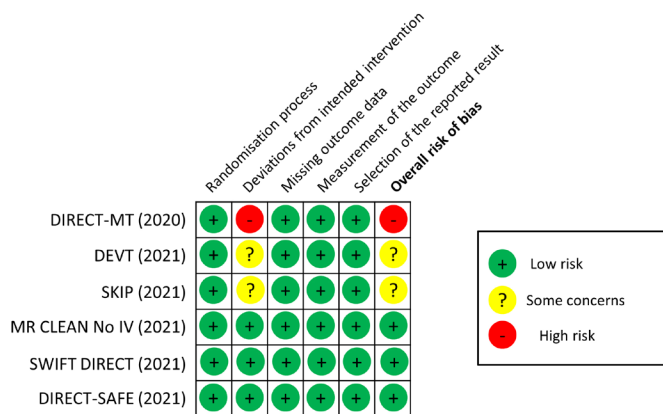 Randomisation process
Deviations from intended intervention
Missing outcome data
Measurement of the outcome
Selection of the reported result
Overall risk of bias
DIRECT-MT (2020) + - + + + -
DEVT (2021) + ? + + + ?
SKIP (2021) + ? + + + ?
MR CLEAN No IV (2021) + + + + + +
SWIFT DIRECT (2021) + + + + + +
DIRECT-SAFE (2021) + + + + + +
+ Low risk
? Some concerns
- High risk